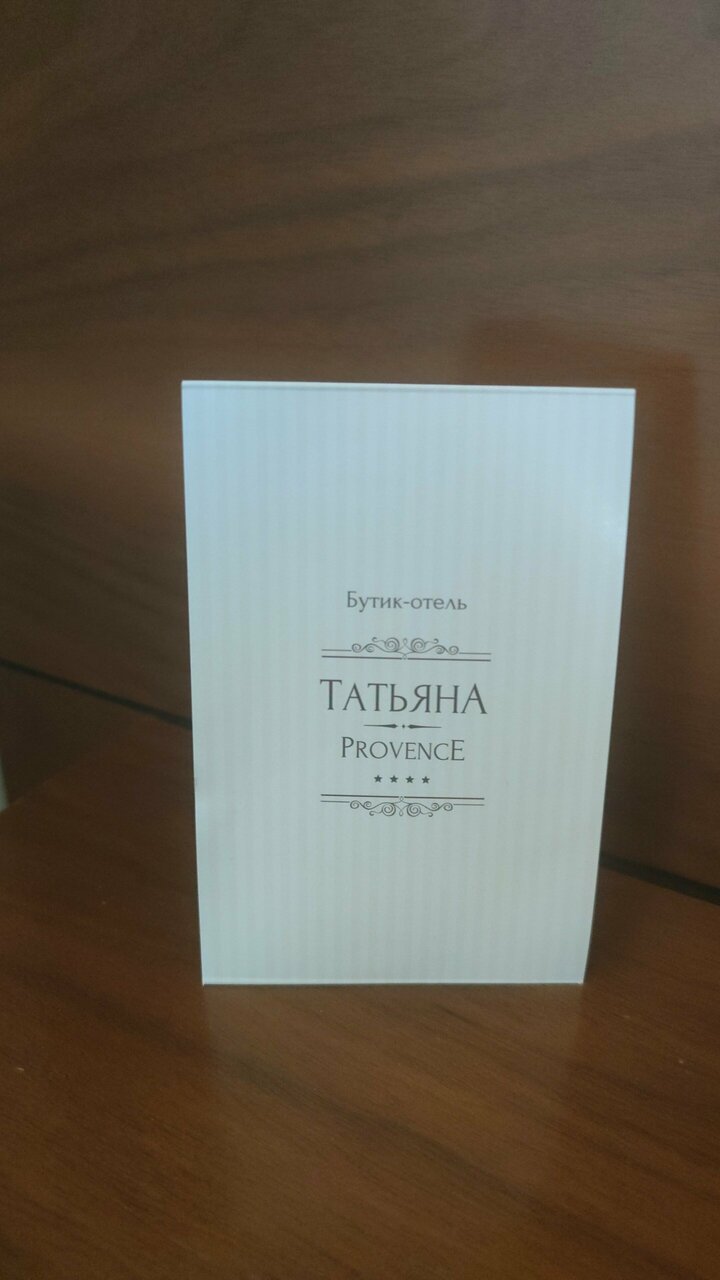 Бутик-отель
Татьяна
Provence
★★★★